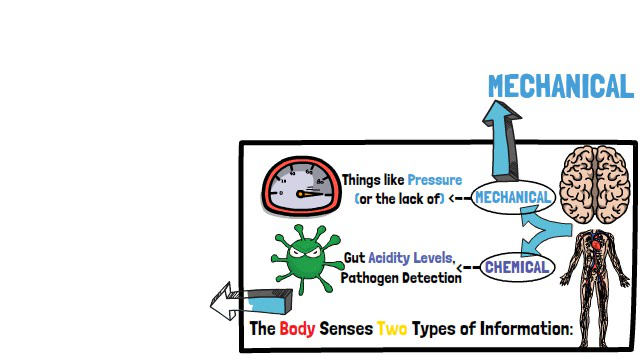 MECHANICAL
Things like Pressure
(or the lack of) <-- MECHANICAL
Gut Acidity Levels,
Pathogen Detection <-- CHEMICAL
The Body Senses Two Types of Information: